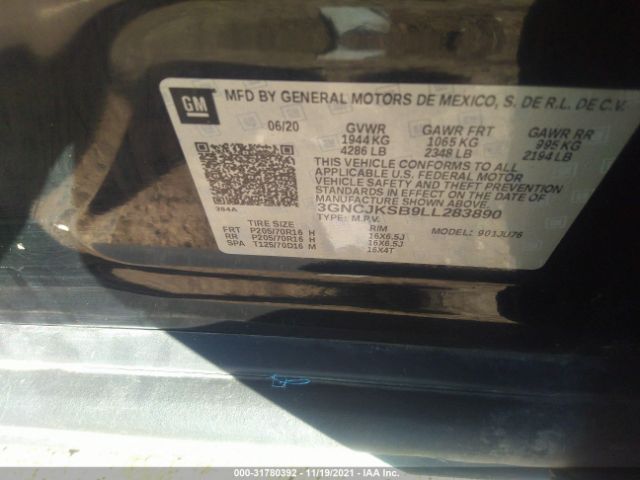 GM MFD BY GENERAL MOTORS DE MEXICO, S. DE R.L. DE C.V.
06/20 GVWR GAWR FRT GAWR RR
1944 KG 1065 KG 995 KG
4286 LB 2348 LB 2194 LB
THIS VEHICLE CONFORMS TO ALL
APPLICABLE U.S. FEDERAL MOTOR
VEHICLE SAFETY AND THEFT PREVENTION
STANDARDS IN EFFECT ON THE DATE OF
MANUFACTURE SHOWN ABOVE.
3GNCJKSB9LL283890
TYPE: M.P.V. MODEL: 901JU76
384A
TIRE SIZE RIM
FRT P205/70R16 H 16X6.5J
RR P205/70R16 H 16X6.5J
SPA T125/70D16 M 16X4T
000-31780392 - 11/19/2021 - IAA Inc.